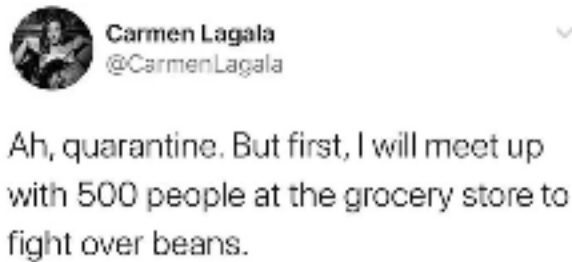 Carmen Lagala
@CarmenLagala
Ah, quarantine. But first, I will meet up
with 500 people at the grocery store to
fight over beans.